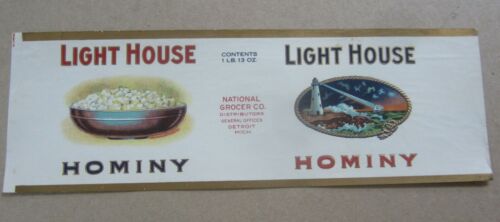 LIGHT HOUSE
HOMINY
CONTENTS
1 LB. 13 OZ.
NATIONAL
GROCER CO.
DISTRIBUTORS
GENERAL OFFICES
DETROIT
MICH.
LIGHT HOUSE
HOMINY